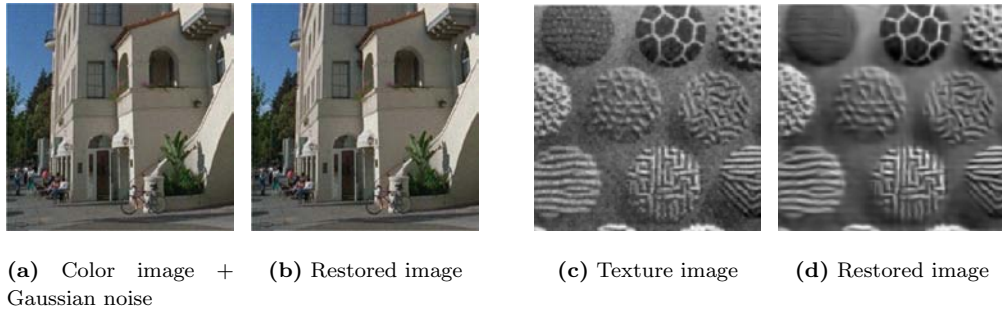 (a) Color image +
Gaussian noise
(b) Restored image
(c) Texture image
(d) Restored image